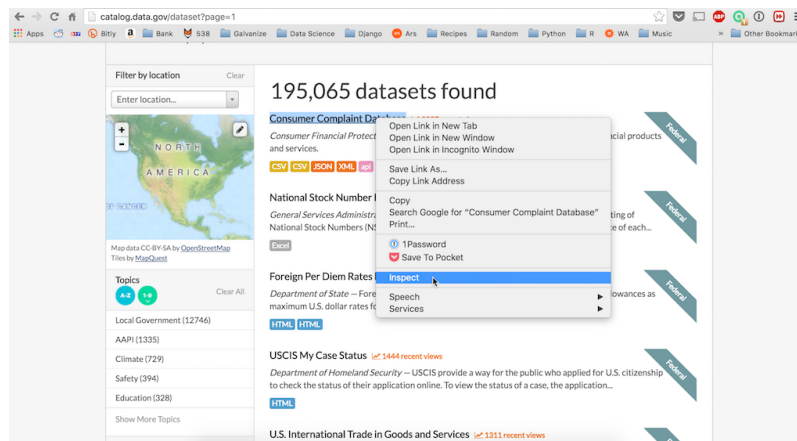 catalog.data.gov/dataset?page=1
Apps Bitly Bank 538 Galvanize Data Science Django Ars Recipes Random Python R WA Music » Other Bookmar
Filter by location Clear
Enter location...
+
-
NORTH
AMERICA
OF CANCER
Map data CC-BY-SA by OpenStreetMap
Tiles by MapQuest
Topics
A-Z 1-9 Clear All
Local Government (12746)
AAPI (1335)
Climate (729)
Safety (394)
Education (328)
Show More Topics
195,065 datasets found
Consumer Complaint Database
Consumer Financial Protect cial products
and services.
CSV CSV JSON XML api
Federal
National Stock Number
General Services Administra ting of
National Stock Numbers (NS e of each...
Excel
Federal
Foreign Per Diem Rates
Department of State — Fore owances as
maximum U.S. dollar rates fo
HTML HTML
Federal
USCIS My Case Status 1444 recent views
Department of Homeland Security — USCIS provide a way for the public who applied for U.S. citizenship
to check the status of their application online. To view the status of a case, the application...
HTML
Federal
U.S. International Trade in Goods and Services 1311 recent views
Open Link in New Tab
Open Link in New Window
Open Link in Incognito Window
Save Link As...
Copy Link Address
Copy
Search Google for “Consumer Complaint Database”
Print...
1Password
Save To Pocket
Inspect
Speech
Services
ABP